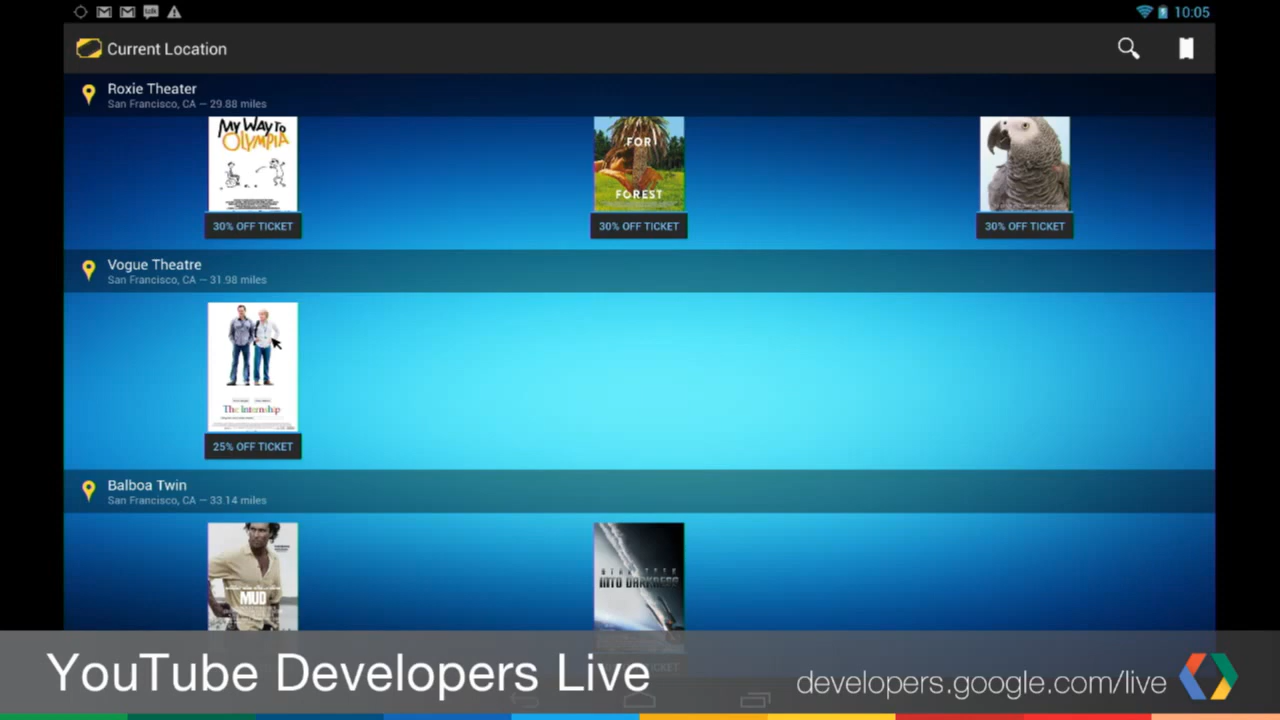 10:05
Current Location
Roxie Theater
San Francisco, CA — 29.88 miles
MY WAY TO
OLYMPIA
FOR
FOREST
30% OFF TICKET
30% OFF TICKET
30% OFF TICKET
Vogue Theatre
San Francisco, CA — 31.98 miles
The Internship
25% OFF TICKET
Balboa Twin
San Francisco, CA — 33.14 miles
MUD
INTO DARKNESS
TICKET
YouTube Developers Live
developers.google.com/live